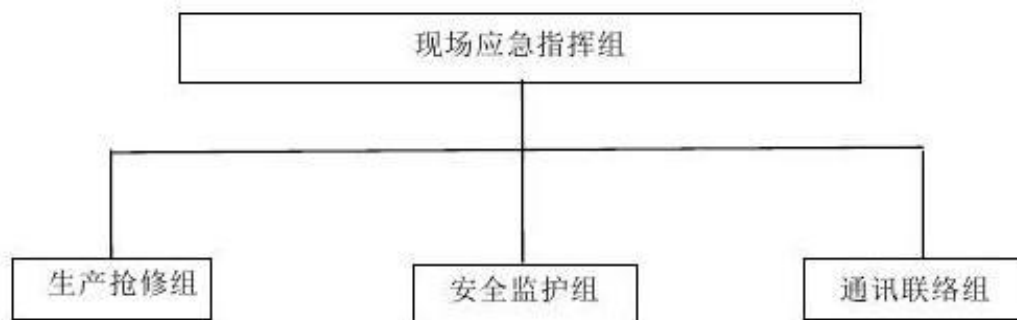 现场应急指挥组
生产抢修组
安全监护组
通讯联络组